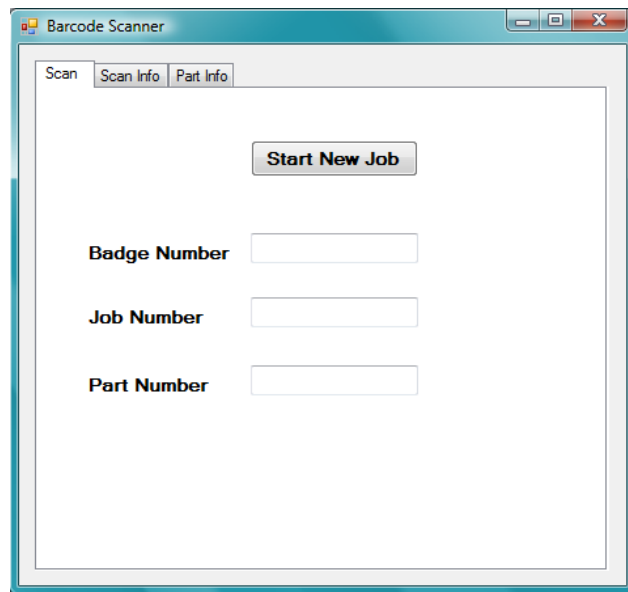 Barcode Scanner
Scan Scan Info Part Info
Start New Job
Badge Number
Job Number
Part Number